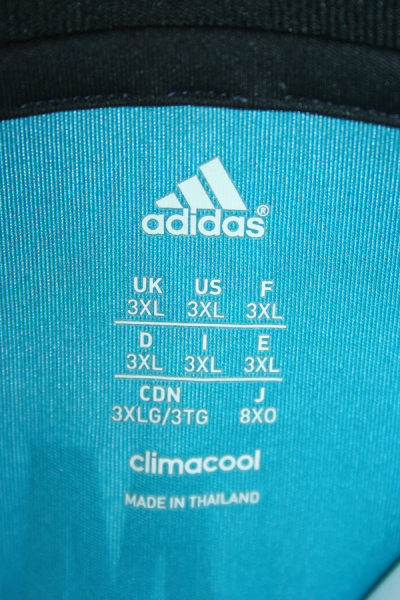 adidas®
UK US F
3XL 3XL 3XL
D I E
3XL 3XL 3XL
CDN J
3XLG/3TG 8XO
climacool
MADE IN THAILAND